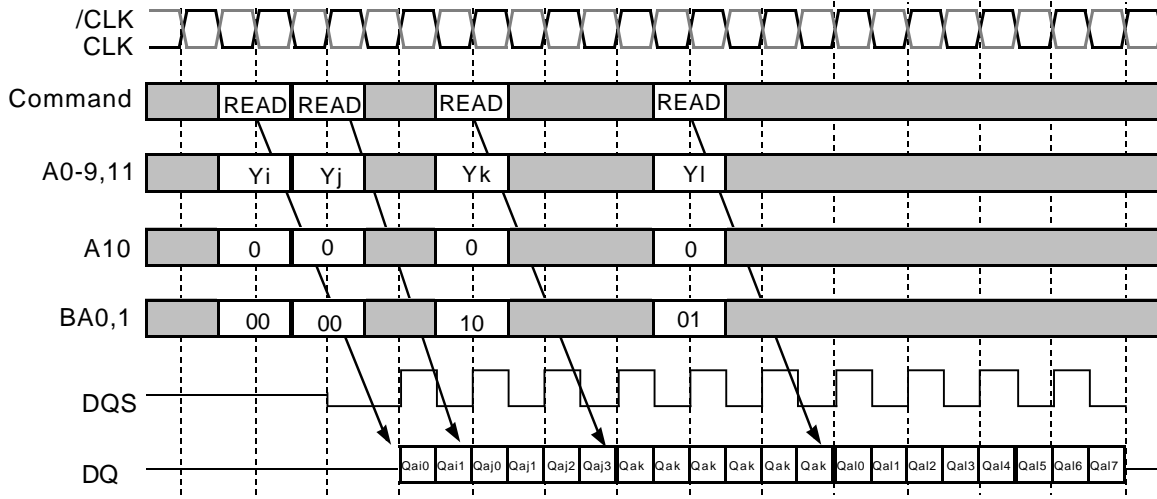 /CLK
CLK
Command READ READ READ READ
A0-9,11 Yi Yj Yk Yl
A10 0 0 0 0
BA0,1 00 00 10 01
DQS
DQ Qai0 Qai1 Qaj0 Qaj1 Qaj2 Qaj3 Qak Qak Qak Qak Qak Qak Qal0 Qal1 Qal2 Qal3 Qal4 Qal5 Qal6 Qal7